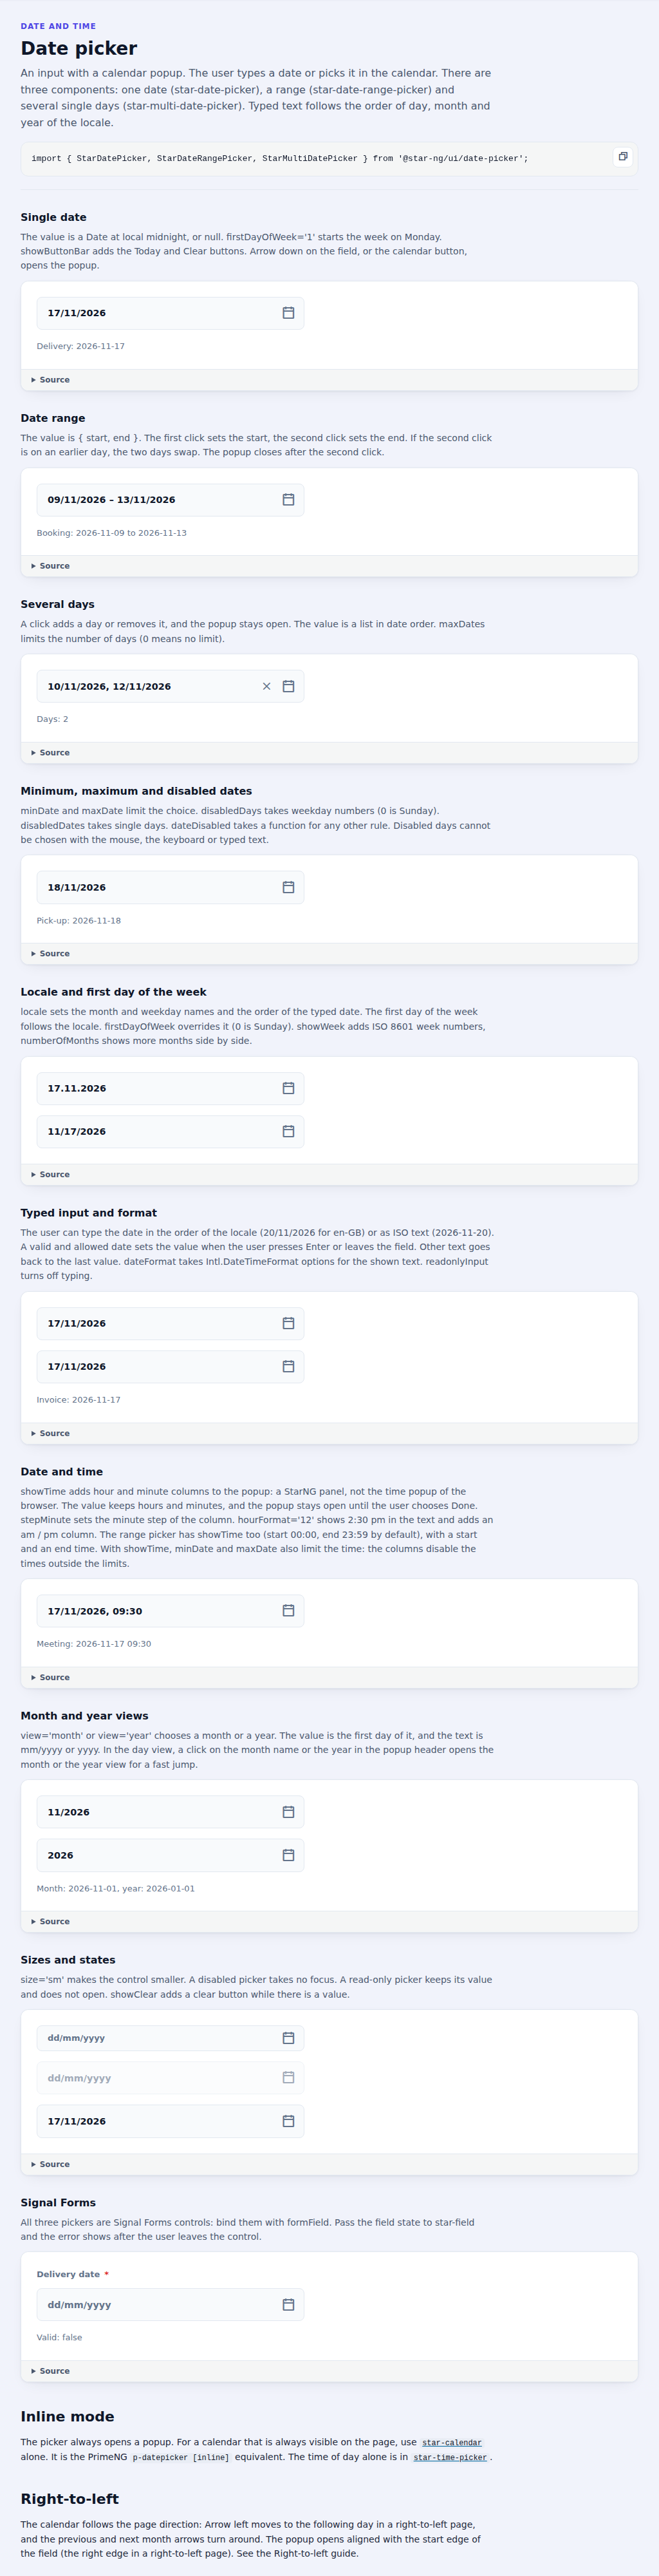 DATE AND TIME
Date picker
An input with a calendar popup. The user types a date or picks it in the calendar. There are
three components: one date (star-date-picker), a range (star-date-range-picker) and
several single days (star-multi-date-picker). Typed text follows the order of day, month and
year of the locale.
import { StarDatePicker, StarDateRangePicker, StarMultiDatePicker } from '@star-ng/ui/date-picker';
Single date
The value is a Date at local midnight, or null. firstDayOfWeek='1' starts the week on Monday.
showButtonBar adds the Today and Clear buttons. Arrow down on the field, or the calendar button,
opens the popup.
17/11/2026
Delivery: 2026-11-17
Source
Date range
The value is { start, end }. The first click sets the start, the second click sets the end. If the second click
is on an earlier day, the two days swap. The popup closes after the second click.
09/11/2026 – 13/11/2026
Booking: 2026-11-09 to 2026-11-13
Source
Several days
A click adds a day or removes it, and the popup stays open. The value is a list in date order. maxDates
limits the number of days (0 means no limit).
10/11/2026, 12/11/2026
Days: 2
Source
Minimum, maximum and disabled dates
minDate and maxDate limit the choice. disabledDays takes weekday numbers (0 is Sunday).
disabledDates takes single days. dateDisabled takes a function for any other rule. Disabled days cannot
be chosen with the mouse, the keyboard or typed text.
18/11/2026
Pick-up: 2026-11-18
Source
Locale and first day of the week
locale sets the month and weekday names and the order of the typed date. The first day of the week
follows the locale. firstDayOfWeek overrides it (0 is Sunday). showWeek adds ISO 8601 week numbers,
numberOfMonths shows more months side by side.
17.11.2026
11/17/2026
Source
Typed input and format
The user can type the date in the order of the locale (20/11/2026 for en-GB) or as ISO text (2026-11-20).
A valid and allowed date sets the value when the user presses Enter or leaves the field. Other text goes
back to the last value. dateFormat takes Intl.DateTimeFormat options for the shown text. readonlyInput
turns off typing.
17/11/2026
17/11/2026
Invoice: 2026-11-17
Source
Date and time
showTime adds hour and minute columns to the popup: a StarNG panel, not the time popup of the
browser. The value keeps hours and minutes, and the popup stays open until the user chooses Done.
stepMinute sets the minute step of the column. hourFormat='12' shows 2:30 pm in the text and adds an
am / pm column. The range picker has showTime too (start 00:00, end 23:59 by default), with a start
and an end time. With showTime, minDate and maxDate also limit the time: the columns disable the
times outside the limits.
17/11/2026, 09:30
Meeting: 2026-11-17 09:30
Source
Month and year views
view='month' or view='year' chooses a month or a year. The value is the first day of it, and the text is
mm/yyyy or yyyy. In the day view, a click on the month name or the year in the popup header opens the
month or the year view for a fast jump.
11/2026
2026
Month: 2026-11-01, year: 2026-01-01
Source
Sizes and states
size='sm' makes the control smaller. A disabled picker takes no focus. A read-only picker keeps its value
and does not open. showClear adds a clear button while there is a value.
dd/mm/yyyy
dd/mm/yyyy
17/11/2026
Source
Signal Forms
All three pickers are Signal Forms controls: bind them with formField. Pass the field state to star-field
and the error shows after the user leaves the control.
Delivery date *
dd/mm/yyyy
Valid: false
Source
Inline mode
The picker always opens a popup. For a calendar that is always visible on the page, use star-calendar
alone. It is the PrimeNG p-datepicker [inline] equivalent. The time of day alone is in star-time-picker.
Right-to-left
The calendar follows the page direction: Arrow left moves to the following day in a right-to-left page,
and the previous and next month arrows turn around. The popup opens aligned with the start edge of
the field (the right edge in a right-to-left page). See the Right-to-left guide.